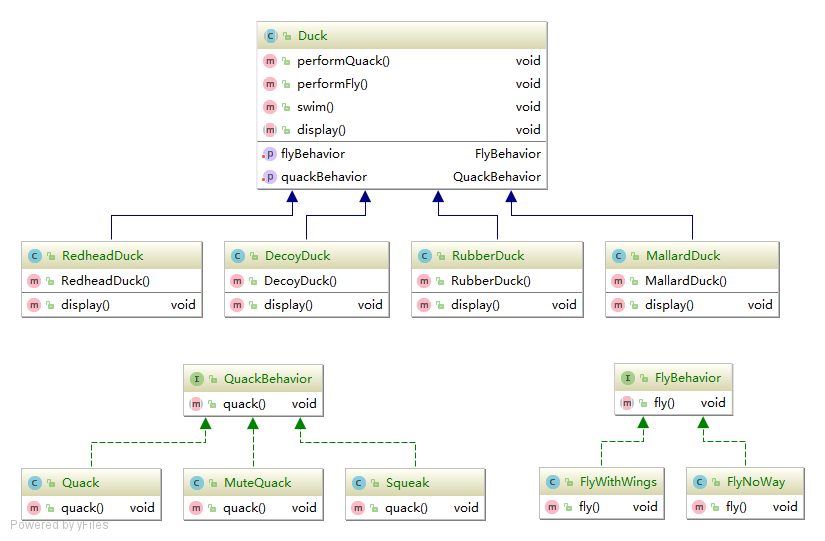 C Duck
m performQuack() void
m performFly() void
m swim() void
m display() void
p flyBehavior FlyBehavior
p quackBehavior QuackBehavior
C RedheadDuck
m RedheadDuck()
m display() void
C DecoyDuck
m DecoyDuck()
m display() void
C RubberDuck
m RubberDuck()
m display() void
C MallardDuck
m MallardDuck()
m display() void
I QuackBehavior
m quack() void
I FlyBehavior
m fly() void
C Quack
m quack() void
C MuteQuack
m quack() void
C Squeak
m quack() void
C FlyWithWings
m fly() void
C FlyNoWay
m fly() void
Powered by yFiles